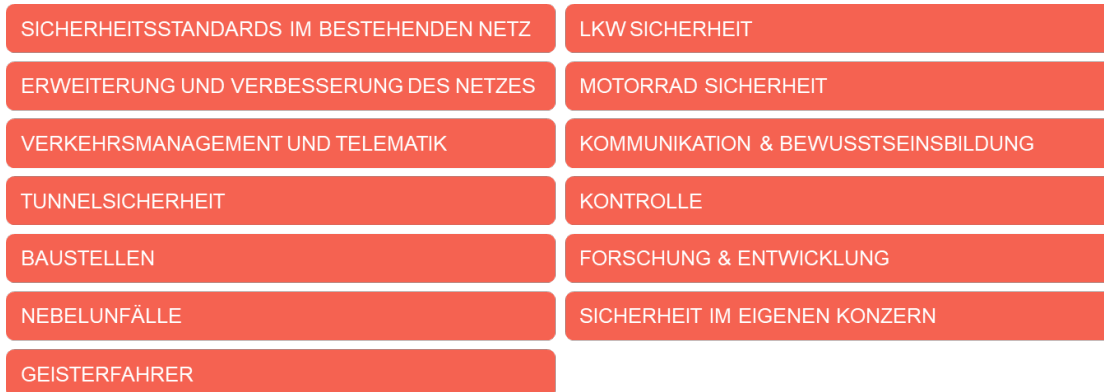 SICHERHEITSSTANDARDS IM BESTEHENDEN NETZ
ERWEITERUNG UND VERBESSERUNG DES NETZES
VERKEHRSMANAGEMENT UND TELEMATIK
TUNNELSICHERHEIT
BAUSTELLEN
NEBELUNFÄLLE
GEISTERFAHRER
LKW SICHERHEIT
MOTORRAD SICHERHEIT
KOMMUNIKATION & BEWUSSTSEINSBILDUNG
KONTROLLE
FORSCHUNG & ENTWICKLUNG
SICHERHEIT IM EIGENEN KONZERN